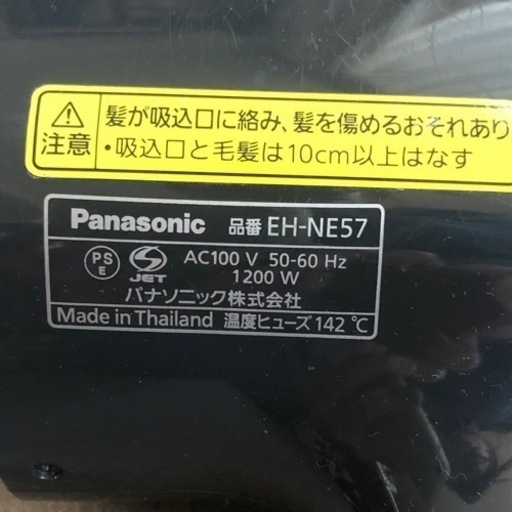 髪が吸込口に絡み、髪を傷めるおそれあり
注意
・吸込口と毛髪は10cm以上はなす
Panasonic 品番 EH-NE57
PS E JET AC100 V 50-60 Hz
1200 W
パナソニック株式会社
Made in Thailand 温度ヒューズ 142 ℃